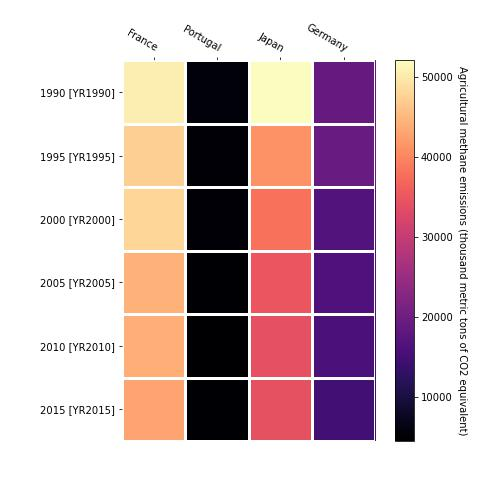 France Portugal Japan Germany
1990 [YR1990]
1995 [YR1995]
2000 [YR2000]
2005 [YR2005]
2010 [YR2010]
2015 [YR2015]
50000
40000
30000
20000
10000
Agricultural methane emissions (thousand metric tons of CO2 equivalent)